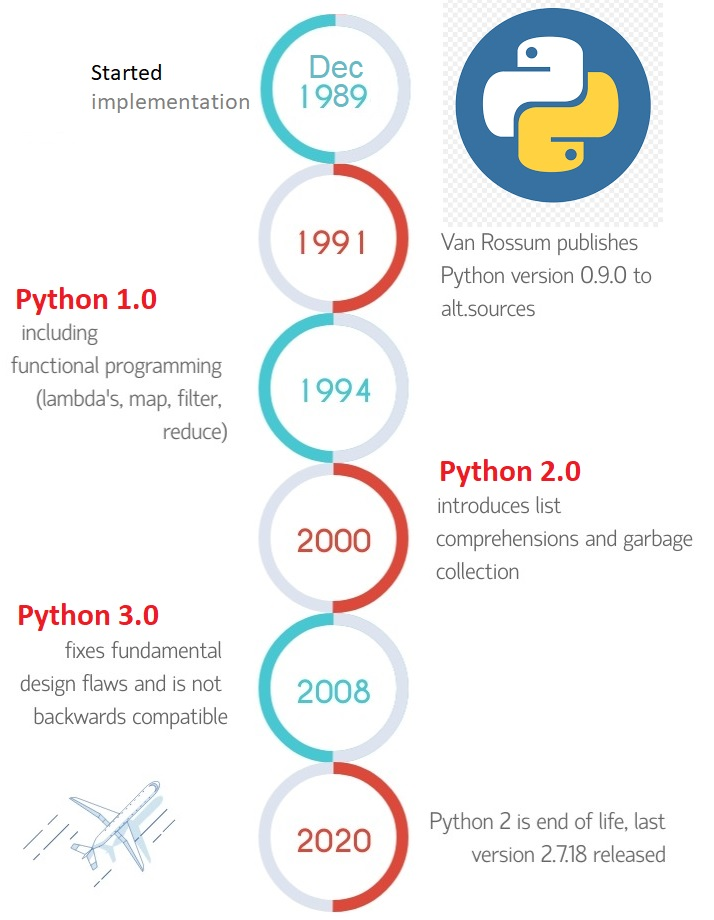 Started
implementation
Dec
1989
1991
Van Rossum publishes
Python version 0.9.0 to
alt.sources
Python 1.0
including
functional programming
(lambda's, map, filter,
reduce)
1994
Python 2.0
introduces list
comprehensions and garbage
collection
2000
Python 3.0
fixes fundamental
design flaws and is not
backwards compatible
2008
2020
Python 2 is end of life, last
version 2.7.18 released